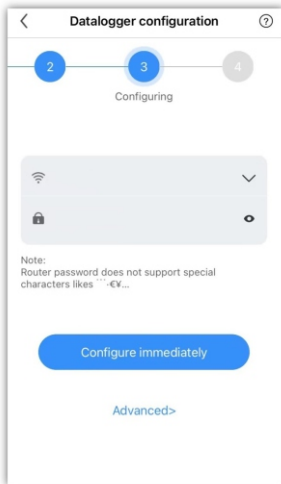 Datalogger configuration
2
3
4
Configuring
Note:
Router password does not support special
characters likes ```·€¥...
Configure immediately
Advanced>